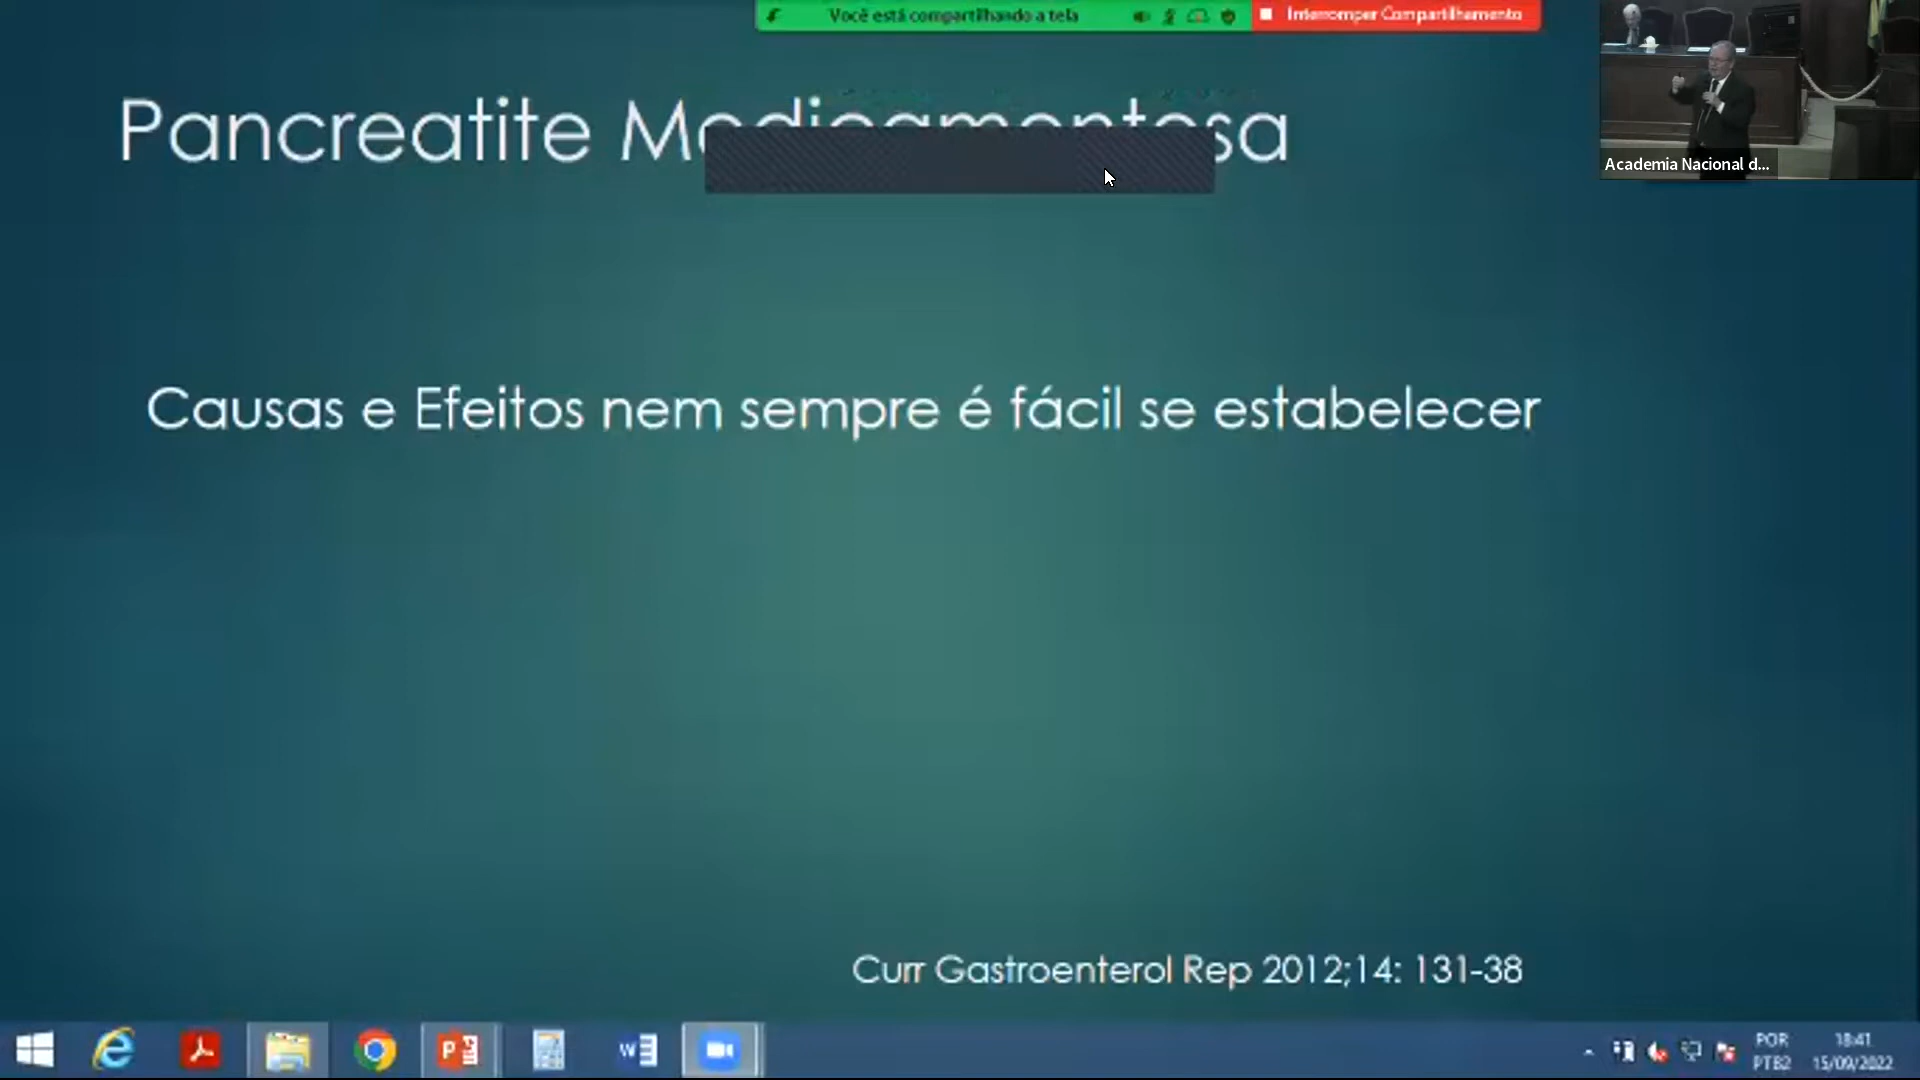 Você está compartilhando a tela
Interromper Compartilhamento
Academia Nacional d...
Pancreatite Medicamentosa
Causas e Efeitos nem sempre é fácil se estabelecer
Curr Gastroenterol Rep 2012;14: 131-38
POR
PTB2
18:41
15/09/2022